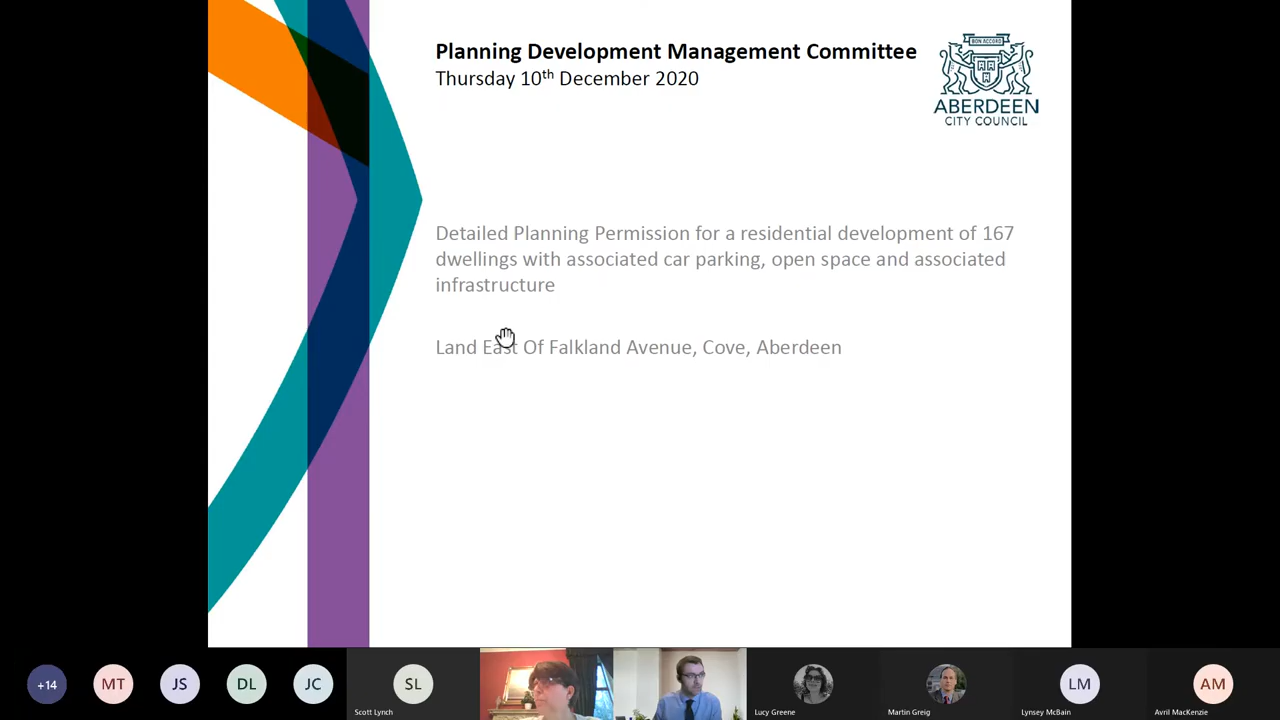 Planning Development Management Committee
Thursday 10th December 2020
BON ACCORD
ABERDEEN
CITY COUNCIL
Detailed Planning Permission for a residential development of 167
dwellings with associated car parking, open space and associated
infrastructure
Land East Of Falkland Avenue, Cove, Aberdeen
+14
MT
JS
DL
JC
SL
Scott Lynch
Lucy Greene
Martin Greig
LM
Lynsey McBain
AM
Avril MacKenzie